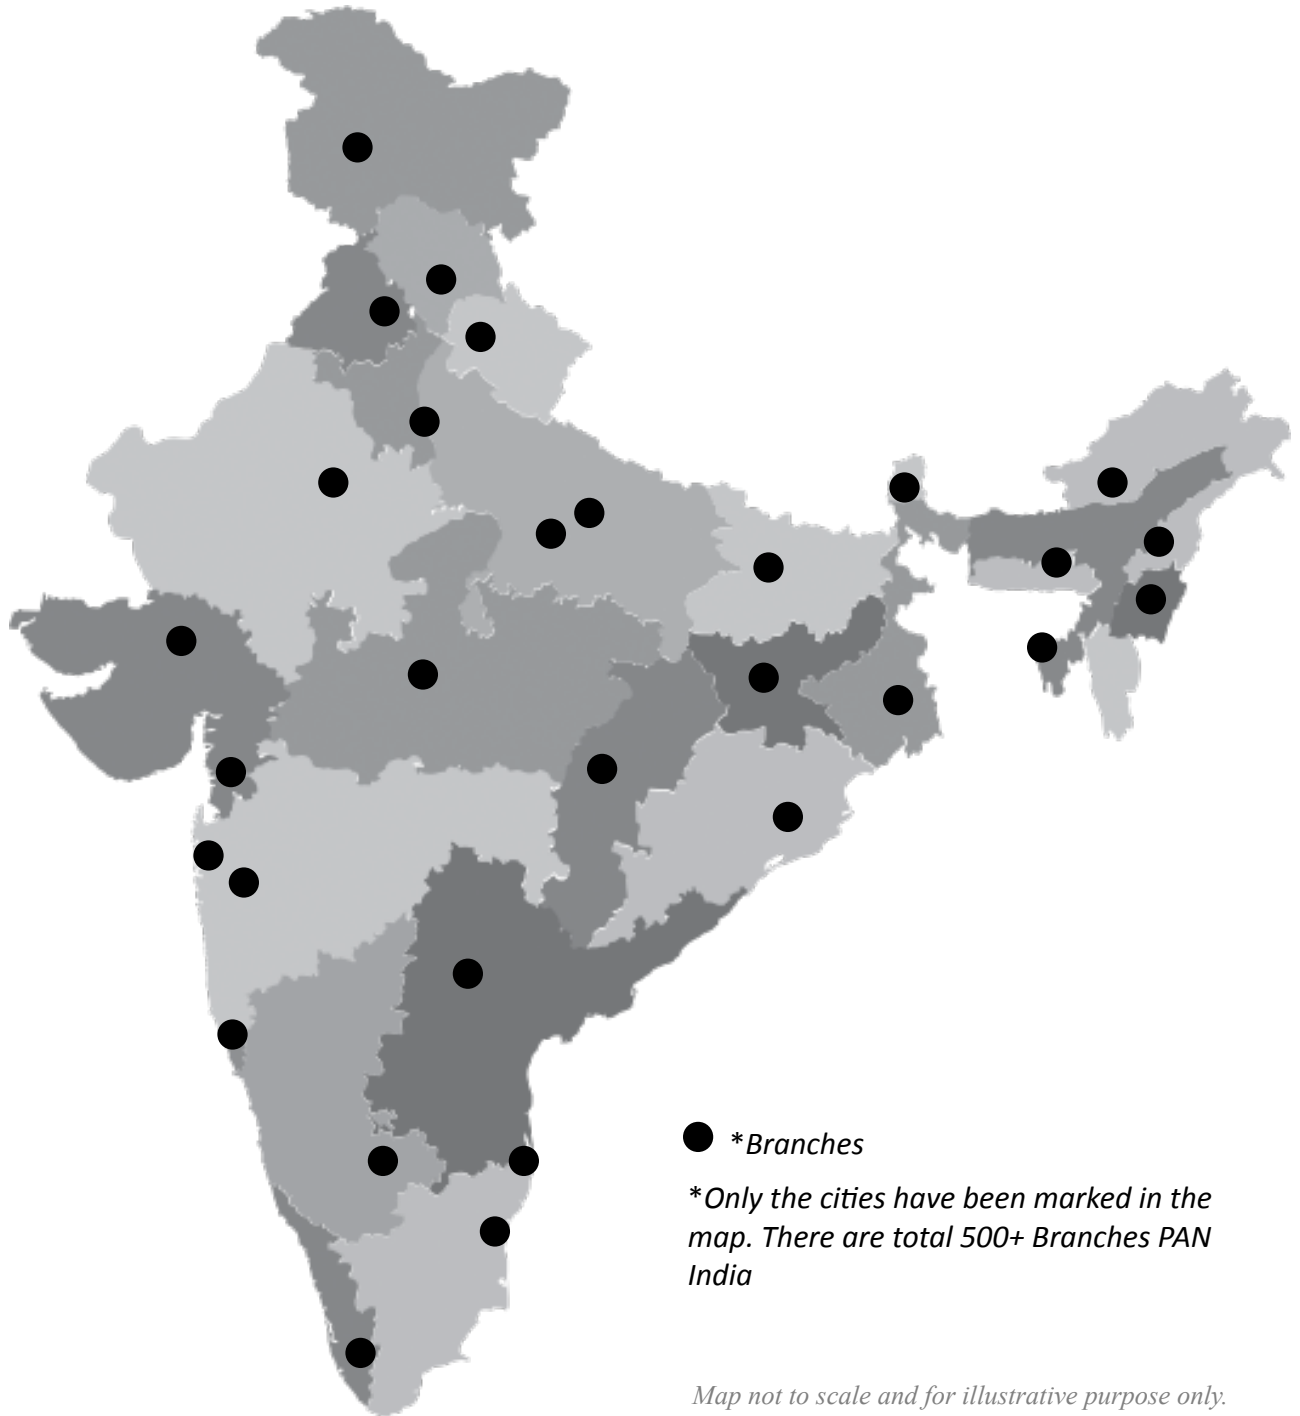 *Branches
*Only the cities have been marked in the
map. There are total 500+ Branches PAN
India
Map not to scale and for illustrative purpose only.